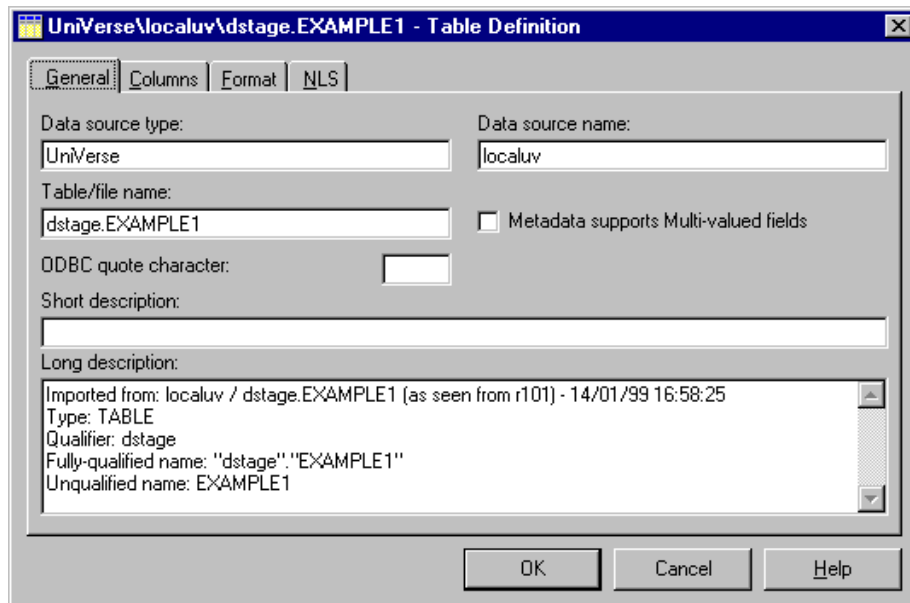 UniVerse\localuv\dstage.EXAMPLE1 - Table Definition
General Columns Format NLS
Data source type: Data source name:
UniVerse localuv
Table/file name:
dstage.EXAMPLE1 Metadata supports Multi-valued fields
ODBC quote character:
Short description:
Long description:
Imported from: localuv / dstage.EXAMPLE1 (as seen from r101) - 14/01/99 16:58:25
Type: TABLE
Qualifier: dstage
Fully-qualified name: "dstage"."EXAMPLE1"
Unqualified name: EXAMPLE1
OK Cancel Help